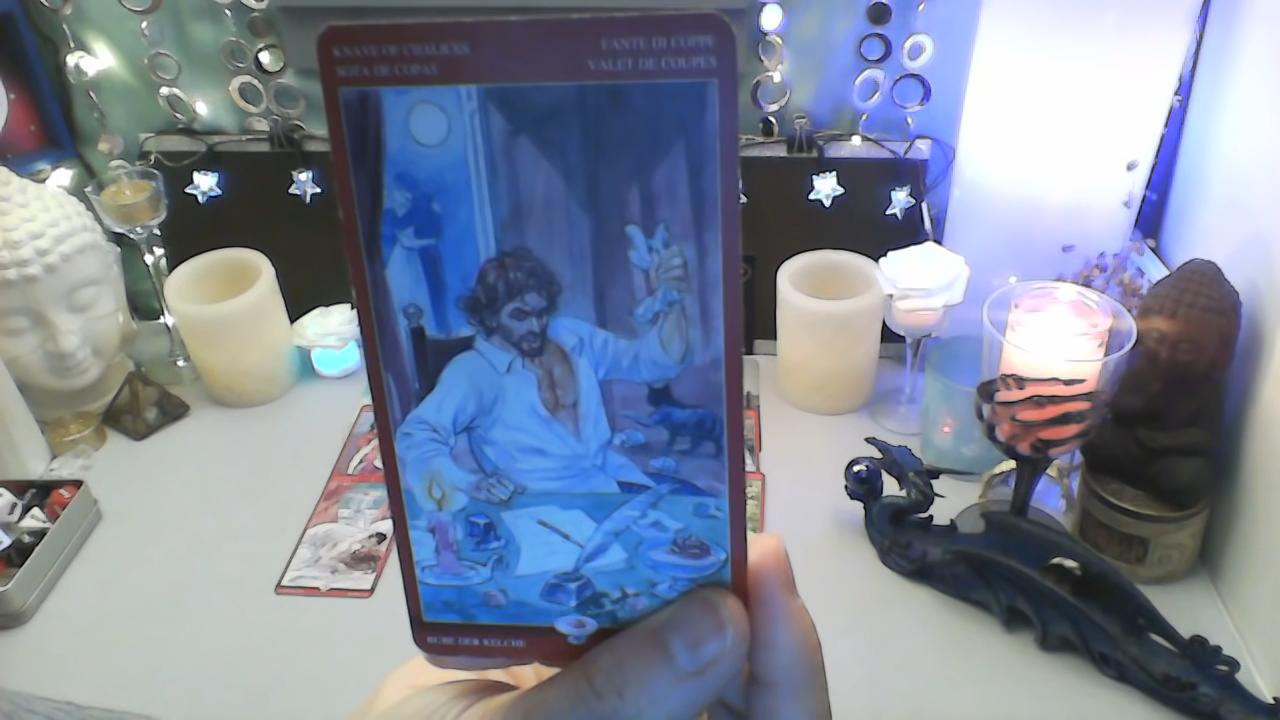 KNAVE OF CHALICES
SOTA DE COPAS
FANTE DI COPPE
VALET DE COUPES
BUBE DER KELCHE